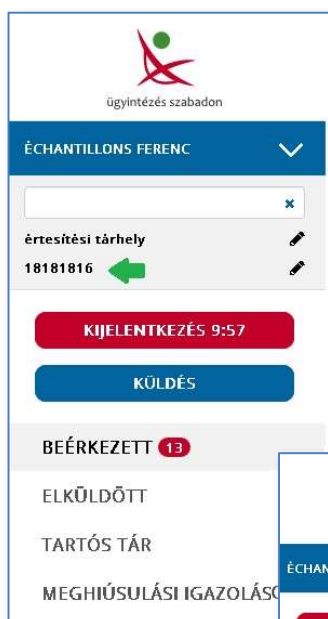 ügyintézés szabadon
ÉCHANTILLONS FERENC
értesítési tárhely
18181816
KIJELENTKEZÉS 9:57
KÜLDÉS
BEÉRKEZETT 13
ELKÜLDÖTT
TARTÓS TÁR
MEGHIÚSULÁSI IGAZOLÁS
ÉCHAN